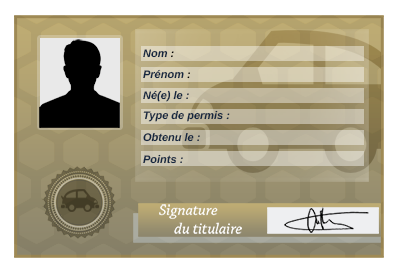 Nom :
Prénom :
Né(e) le :
Type de permis :
Obtenu le :
Points :
Signature
du titulaire